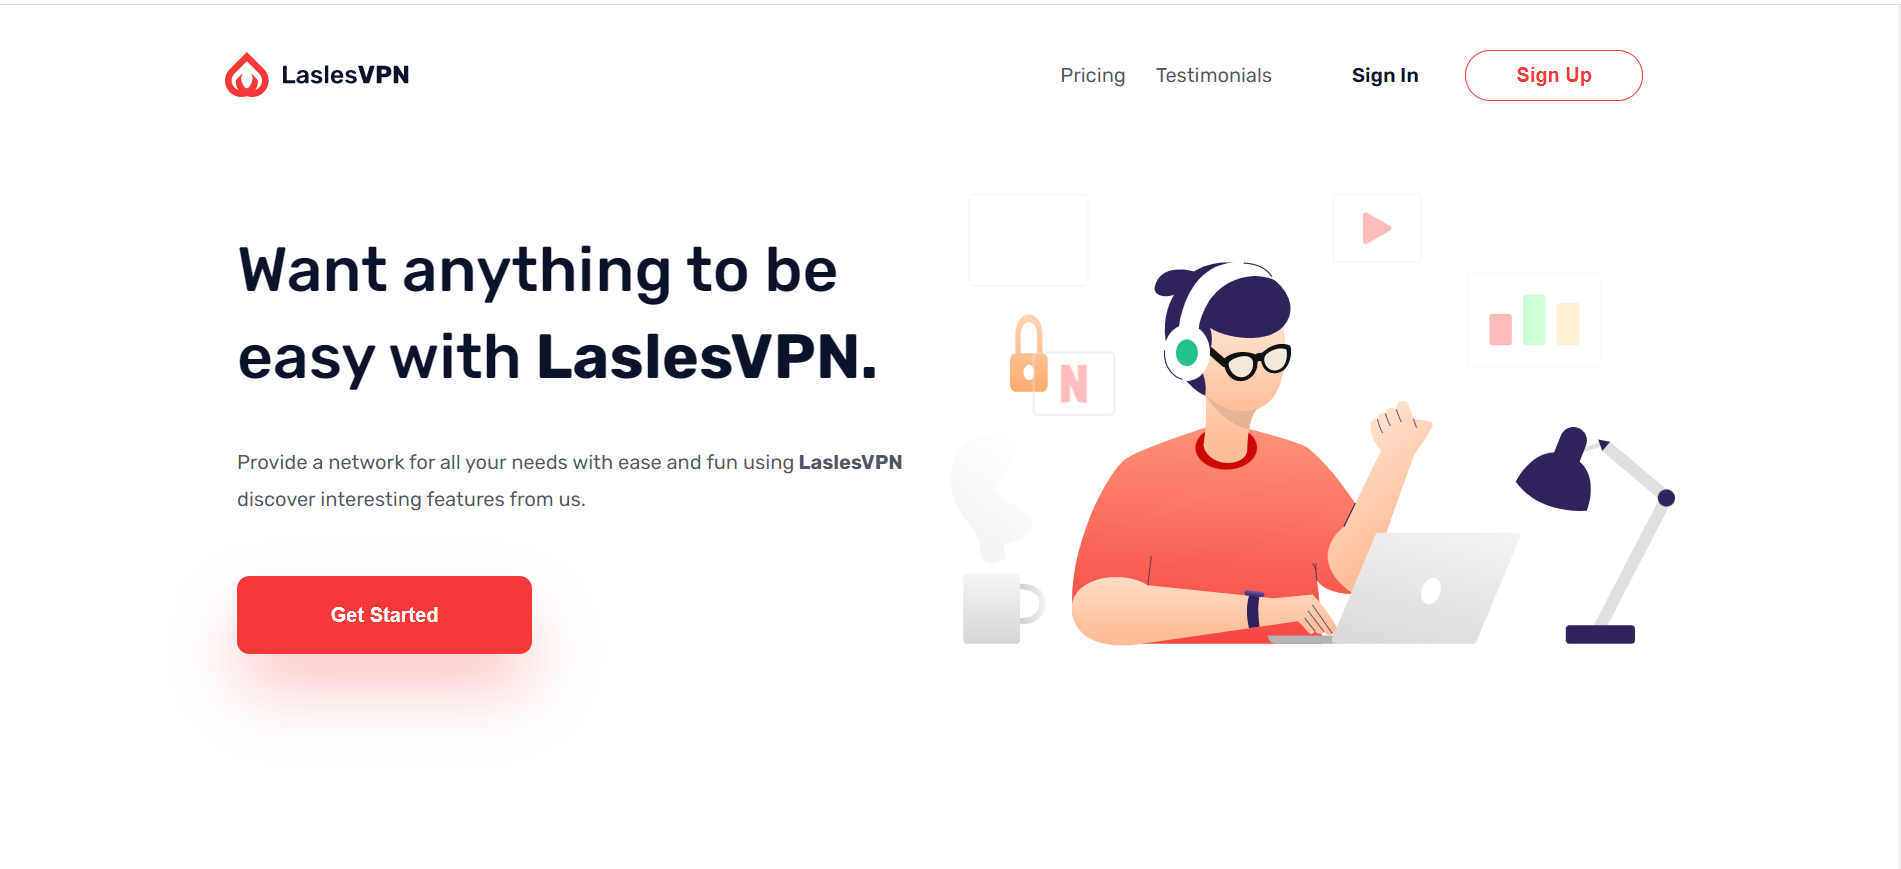 LaslesVPN
Pricing Testimonials Sign In Sign Up
Want anything to be
easy with LaslesVPN.
Provide a network for all your needs with ease and fun using LaslesVPN
discover interesting features from us.
Get Started
N